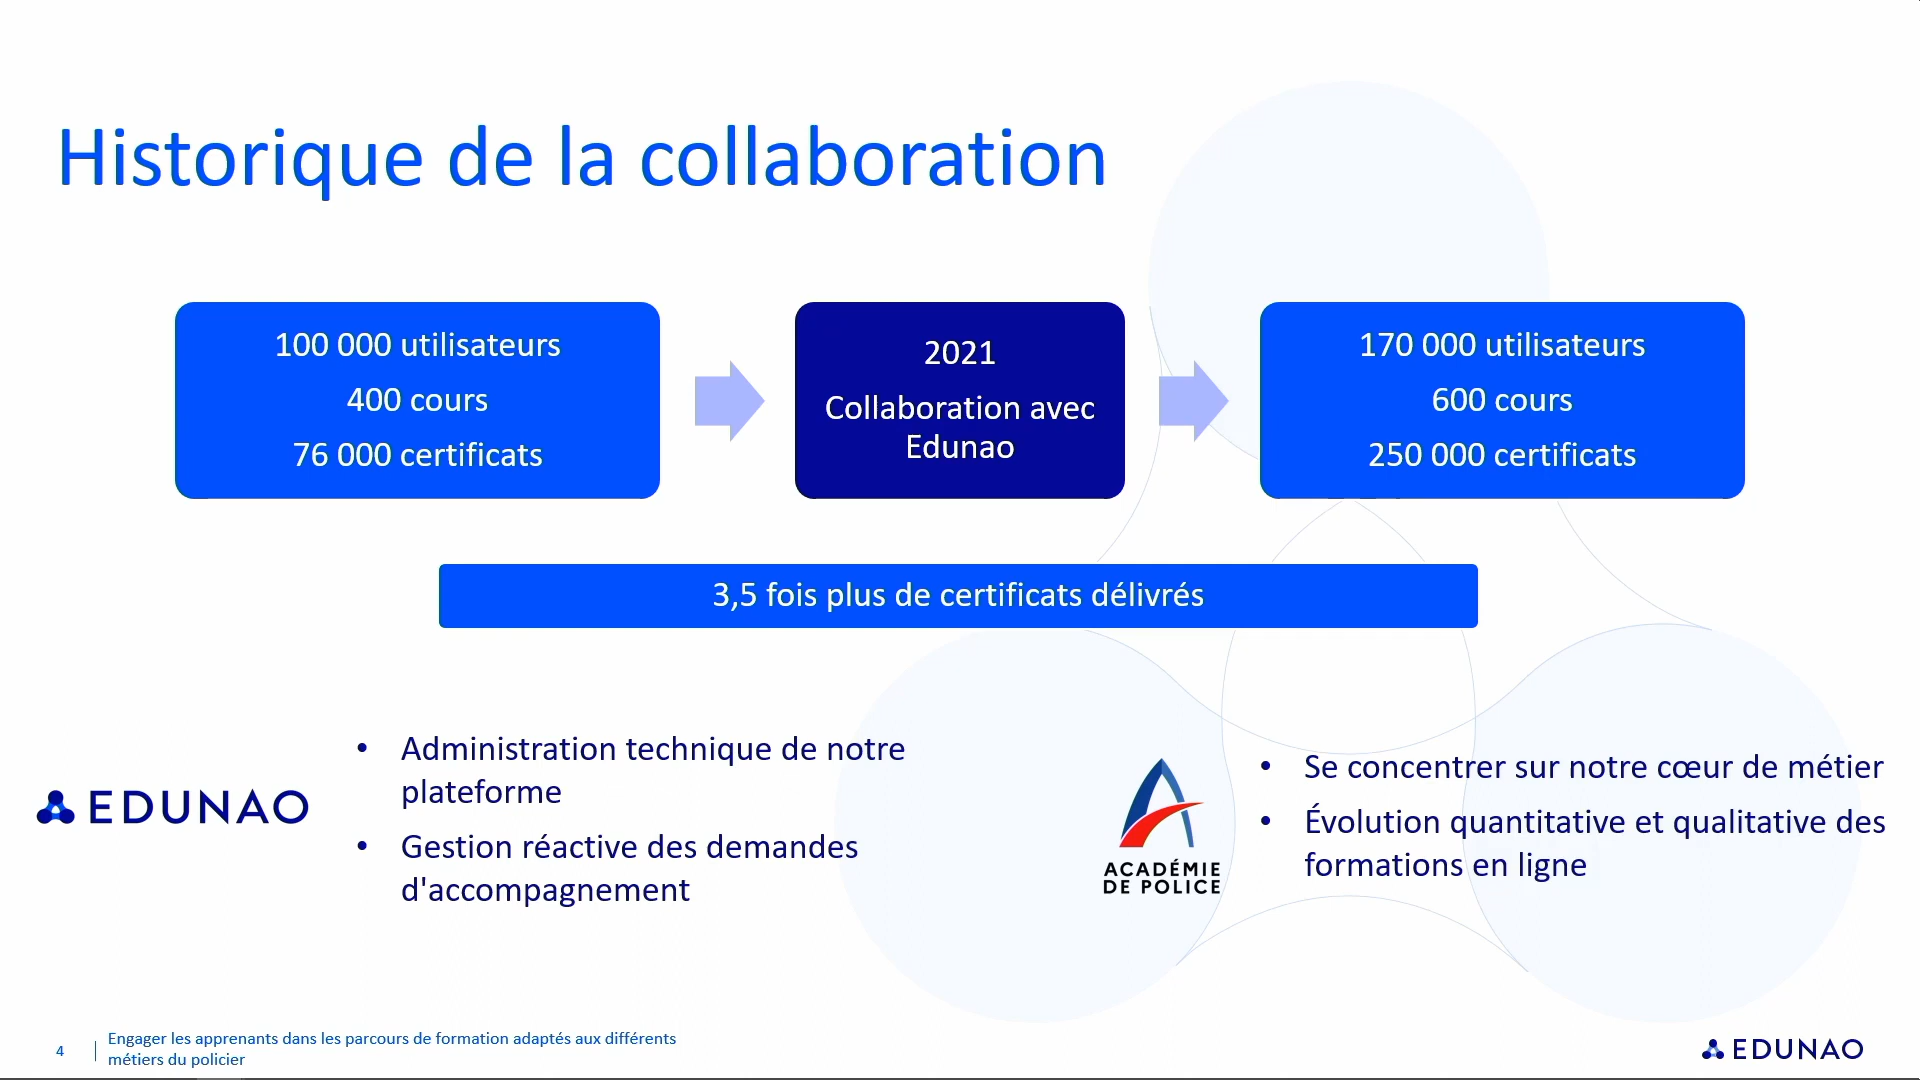 Historique de la collaboration
100 000 utilisateurs
400 cours
76 000 certificats
2021
Collaboration avec
Edunao
170 000 utilisateurs
600 cours
250 000 certificats
3,5 fois plus de certificats délivrés
EDUNAO
• Administration technique de notre
plateforme
• Gestion réactive des demandes
d'accompagnement
ACADÉMIE
DE POLICE
• Se concentrer sur notre cœur de métier
• Évolution quantitative et qualitative des
formations en ligne
4
Engager les apprenants dans les parcours de formation adaptés aux différents
métiers du policier
EDUNAO